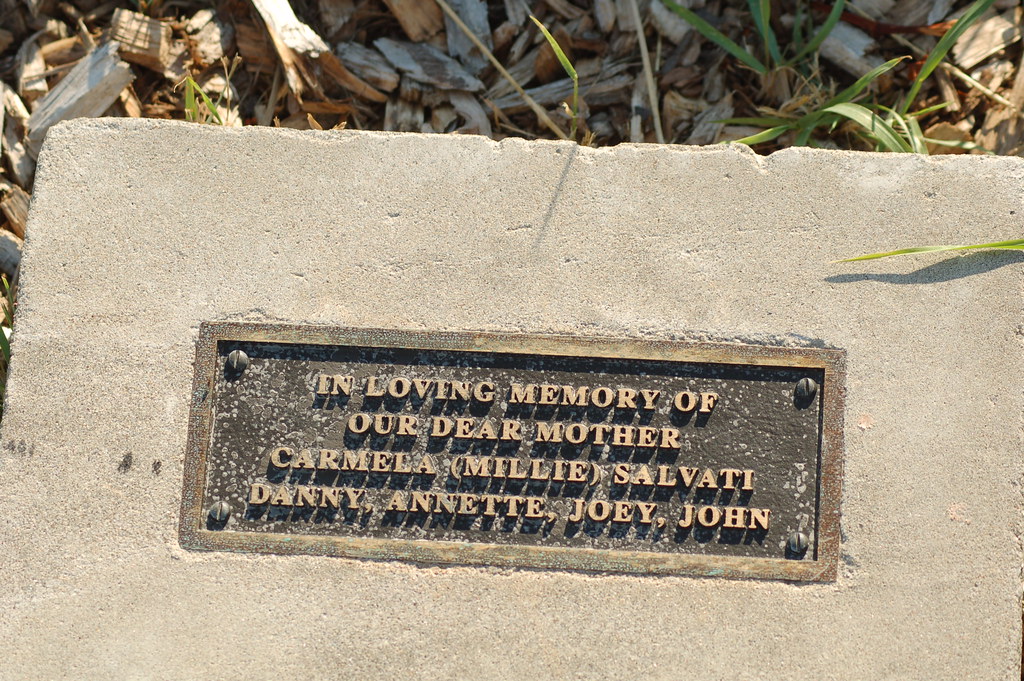 IN LOVING MEMORY OF
OUR DEAR MOTHER
CARMELA (MILLIE) SALVATI
DANNY, ANNETTE, JOEY, JOHN